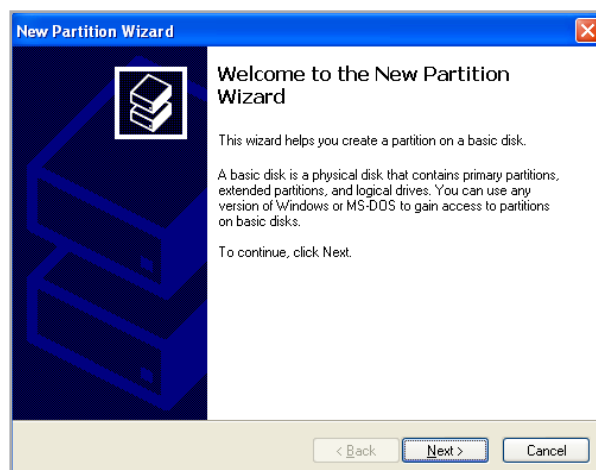 New Partition Wizard
Welcome to the New Partition
Wizard
This wizard helps you create a partition on a basic disk.
A basic disk is a physical disk that contains primary partitions,
extended partitions, and logical drives. You can use any
version of Windows or MS-DOS to gain access to partitions
on basic disks.
To continue, click Next.
< Back Next > Cancel